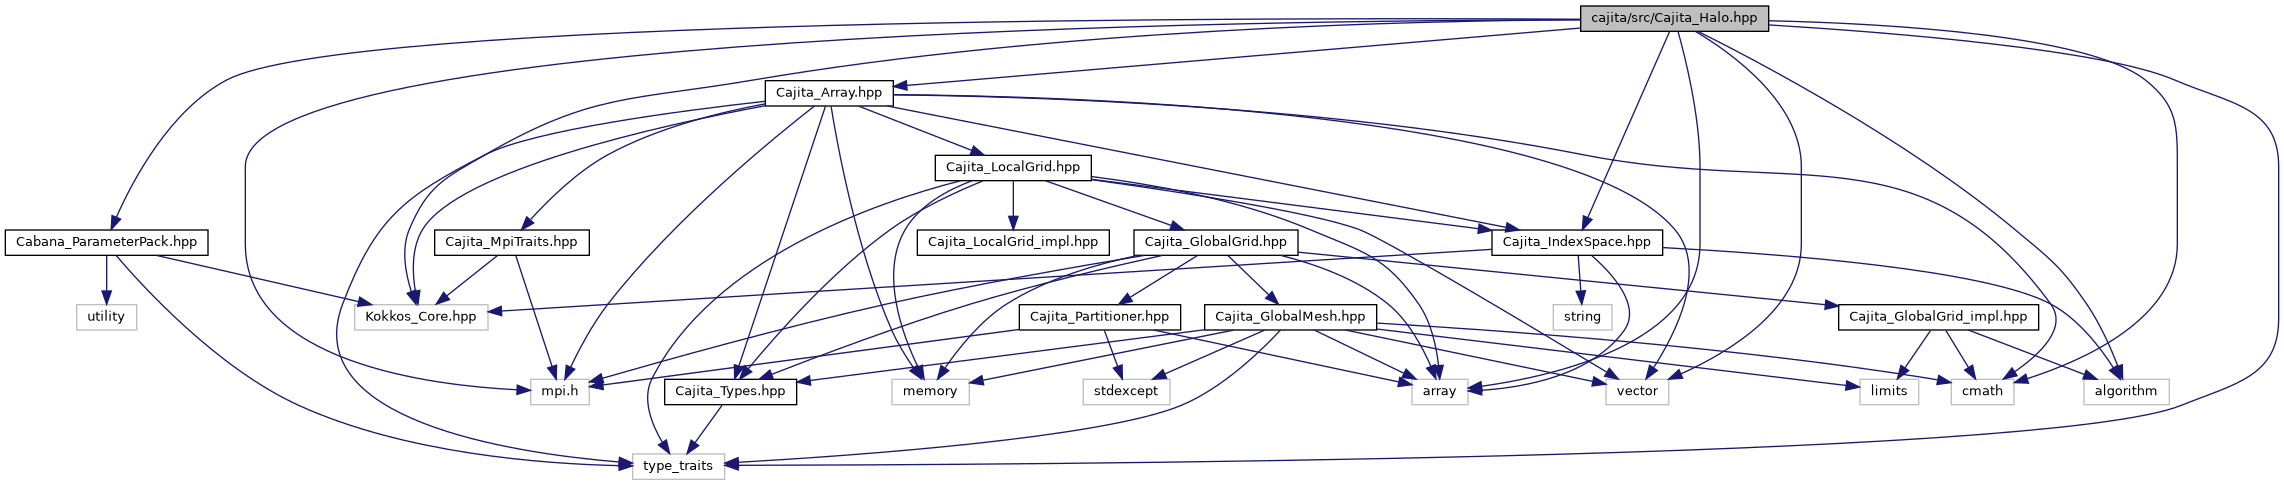 cajita/src/Cajita_Halo.hpp
Cajita_Array.hpp
Cajita_LocalGrid.hpp
Cabana_ParameterPack.hpp
Cajita_MpiTraits.hpp
Cajita_LocalGrid_impl.hpp
Cajita_GlobalGrid.hpp
Cajita_IndexSpace.hpp
utility
Kokkos_Core.hpp
Cajita_Partitioner.hpp
Cajita_GlobalMesh.hpp
string
Cajita_GlobalGrid_impl.hpp
mpi.h
Cajita_Types.hpp
memory
stdexcept
array
vector
limits
cmath
algorithm
type_traits